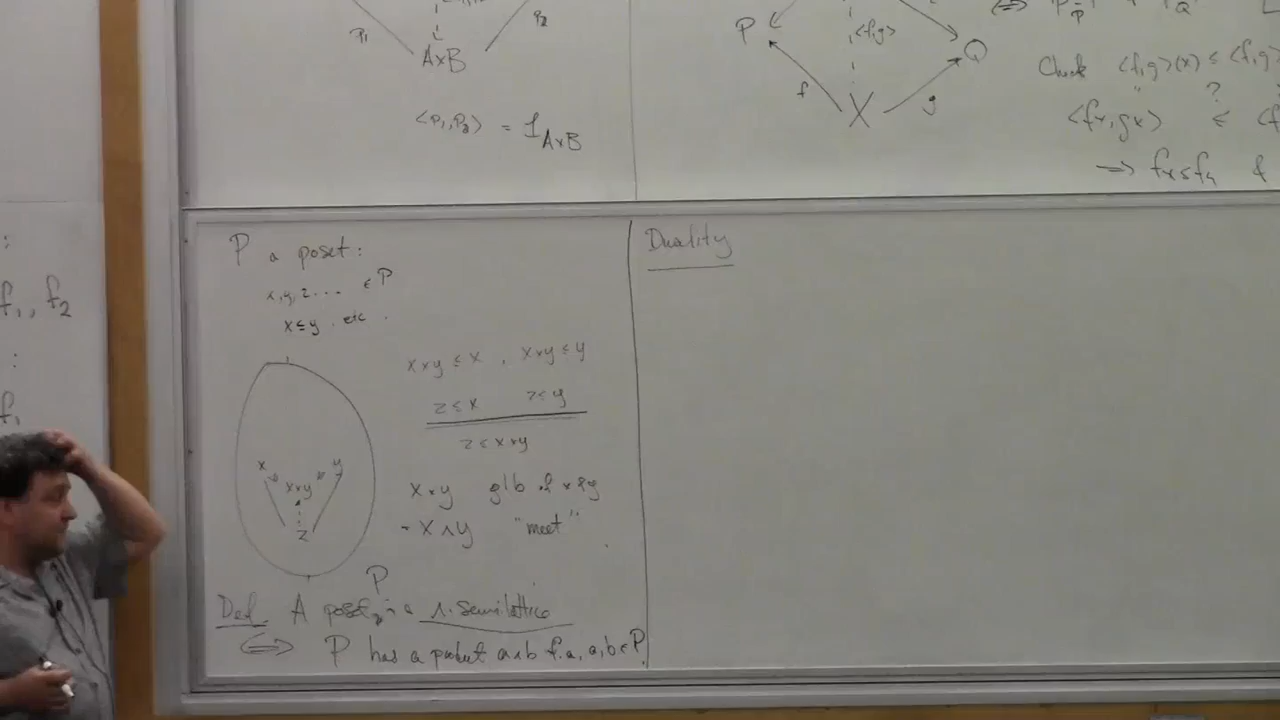 P₁
P₂
A×B
⟨P₁,P₂⟩ = 1_{A×B}
P
⟨f,g⟩
Q
f
X
g
⟺
Check ⟨f,g⟩(x) ≤ ⟨f,g⟩
" ?
⟨fx,gx⟩ ≤ ⟨f
⟹ fx≤fy &
:
f₁, f₂
:
f₁
P a poset:
x,y,z... ∈ P
x≤y, etc.
x×y ≤ x , x×y ≤ y
z≤x z≤y
z≤x×y
x y
x×y
z
x×y glb of x&y
= x∧y "meet"
Def. A poset P is a ∧-semilattice
⟺ P has a product a∧b f.a. a,b∈P.
Duality